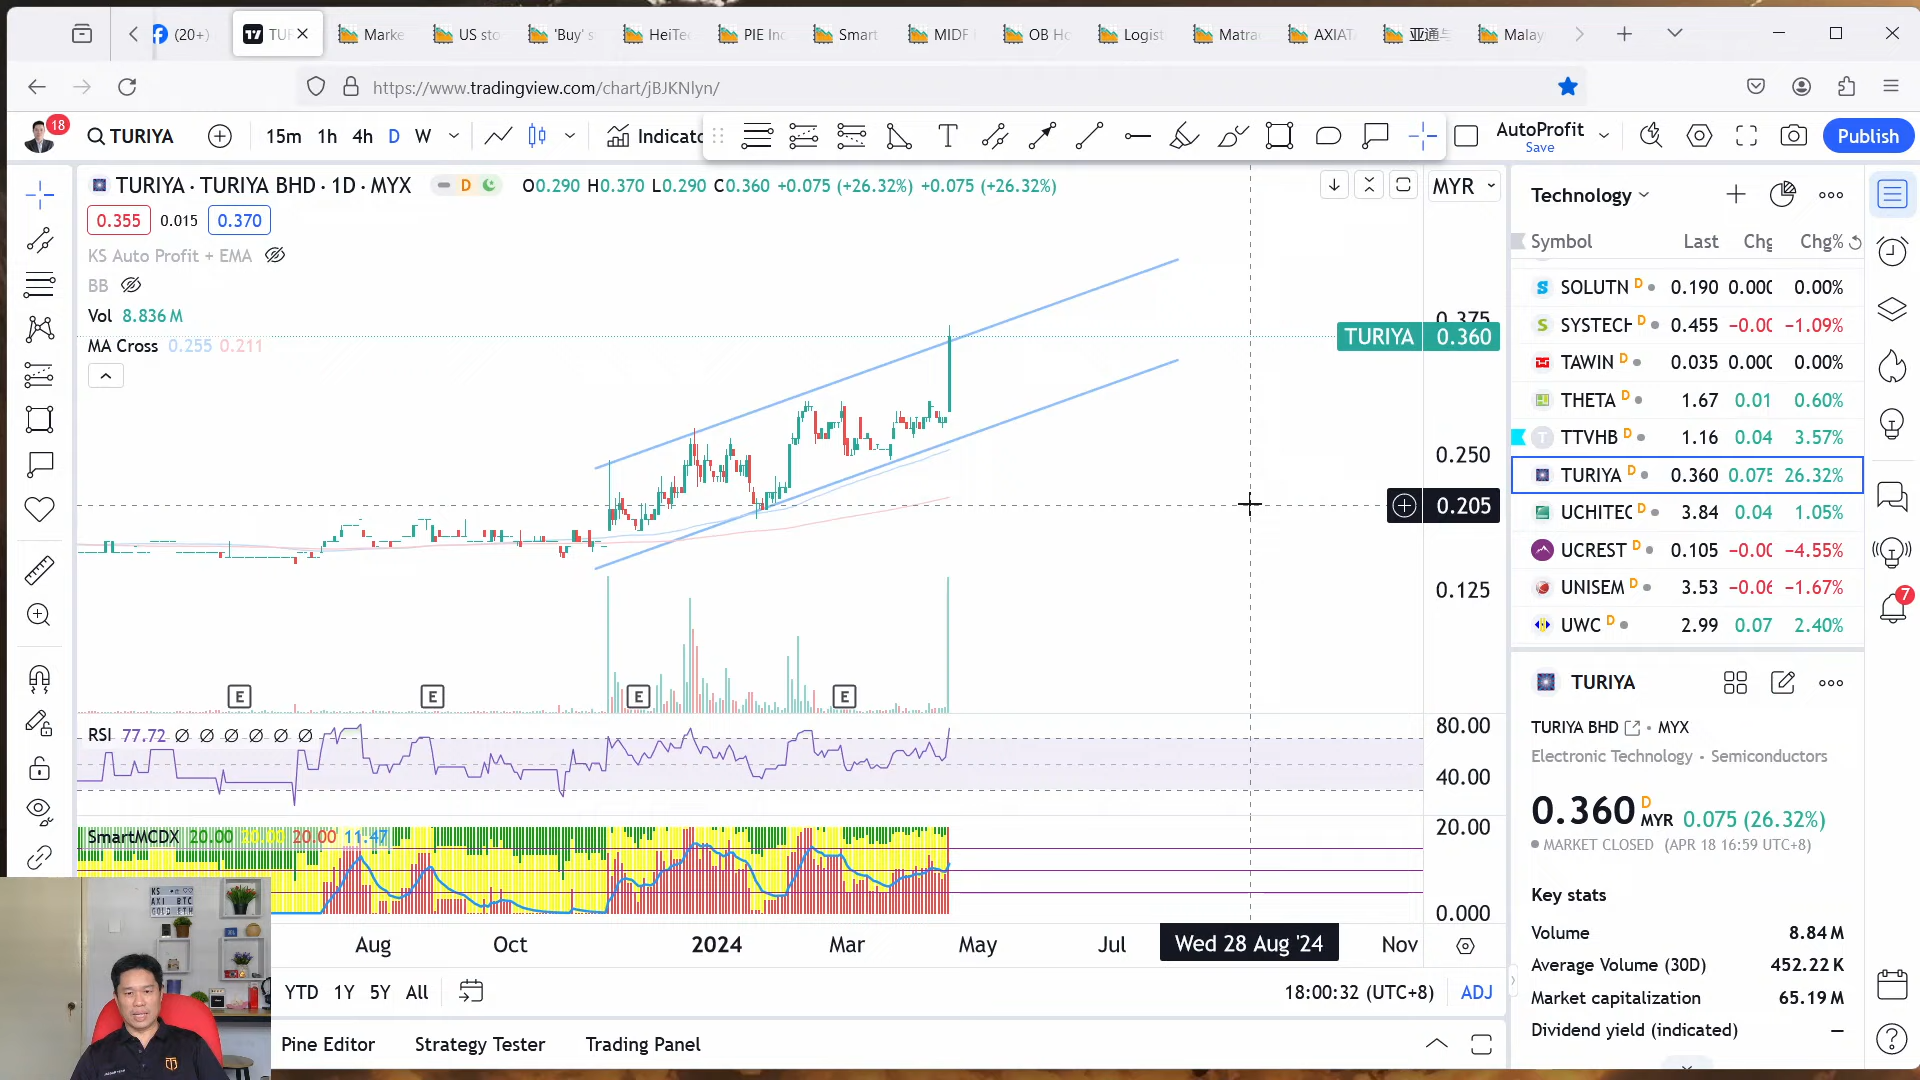 (20+)
TUR
Marke
US sto
'Buy' s
HeiTec
PIE Inc
Smart
MIDF
OB Ho
Logist
Matra
AXIAT
亚通与
Malay
https://www.tradingview.com/chart/jBJKNlyn/
18
TURIYA
15m 1h 4h D W
Indicato
AutoProfit
Save
Publish
TURIYA · TURIYA BHD · 1D · MYX
D
O0.290 H0.370 L0.290 C0.360 +0.075 (+26.32%) +0.075 (+26.32%)
MYR
0.355 0.015 0.370
KS Auto Profit + EMA
BB
Vol 8.836 M
MA Cross 0.255 0.211
0.375
TURIYA 0.360
0.250
0.205
0.125
E E E E
RSI 77.72 Ø Ø Ø Ø Ø Ø
80.00
40.00
SmartMCDX 20.00 20.00 20.00 11.47
20.00
0.000
Aug Oct 2024 Mar May Jul Wed 28 Aug '24 Nov
YTD 1Y 5Y All
18:00:32 (UTC+8) ADJ
Pine Editor Strategy Tester Trading Panel
Technology
Symbol Last Chg Chg%
SOLUTN D 0.190 0.000 0.00%
SYSTECH D 0.455 −0.00 −1.09%
TAWIN D 0.035 0.000 0.00%
THETA D 1.67 0.01 0.60%
TTVHB D 1.16 0.04 3.57%
TURIYA D 0.360 0.075 26.32%
UCHITEC D 3.84 0.04 1.05%
UCREST D 0.105 −0.00 −4.55%
UNISEM D 3.53 −0.06 −1.67%
UWC D 2.99 0.07 2.40%
7
TURIYA
TURIYA BHD · MYX
Electronic Technology · Semiconductors
0.360 D MYR 0.075 (26.32%)
MARKET CLOSED (APR 18 16:59 UTC+8)
Key stats
Volume 8.84 M
Average Volume (30D) 452.22 K
Market capitalization 65.19 M
Dividend yield (indicated) —
KS
AXI BTC
GOLD ETH